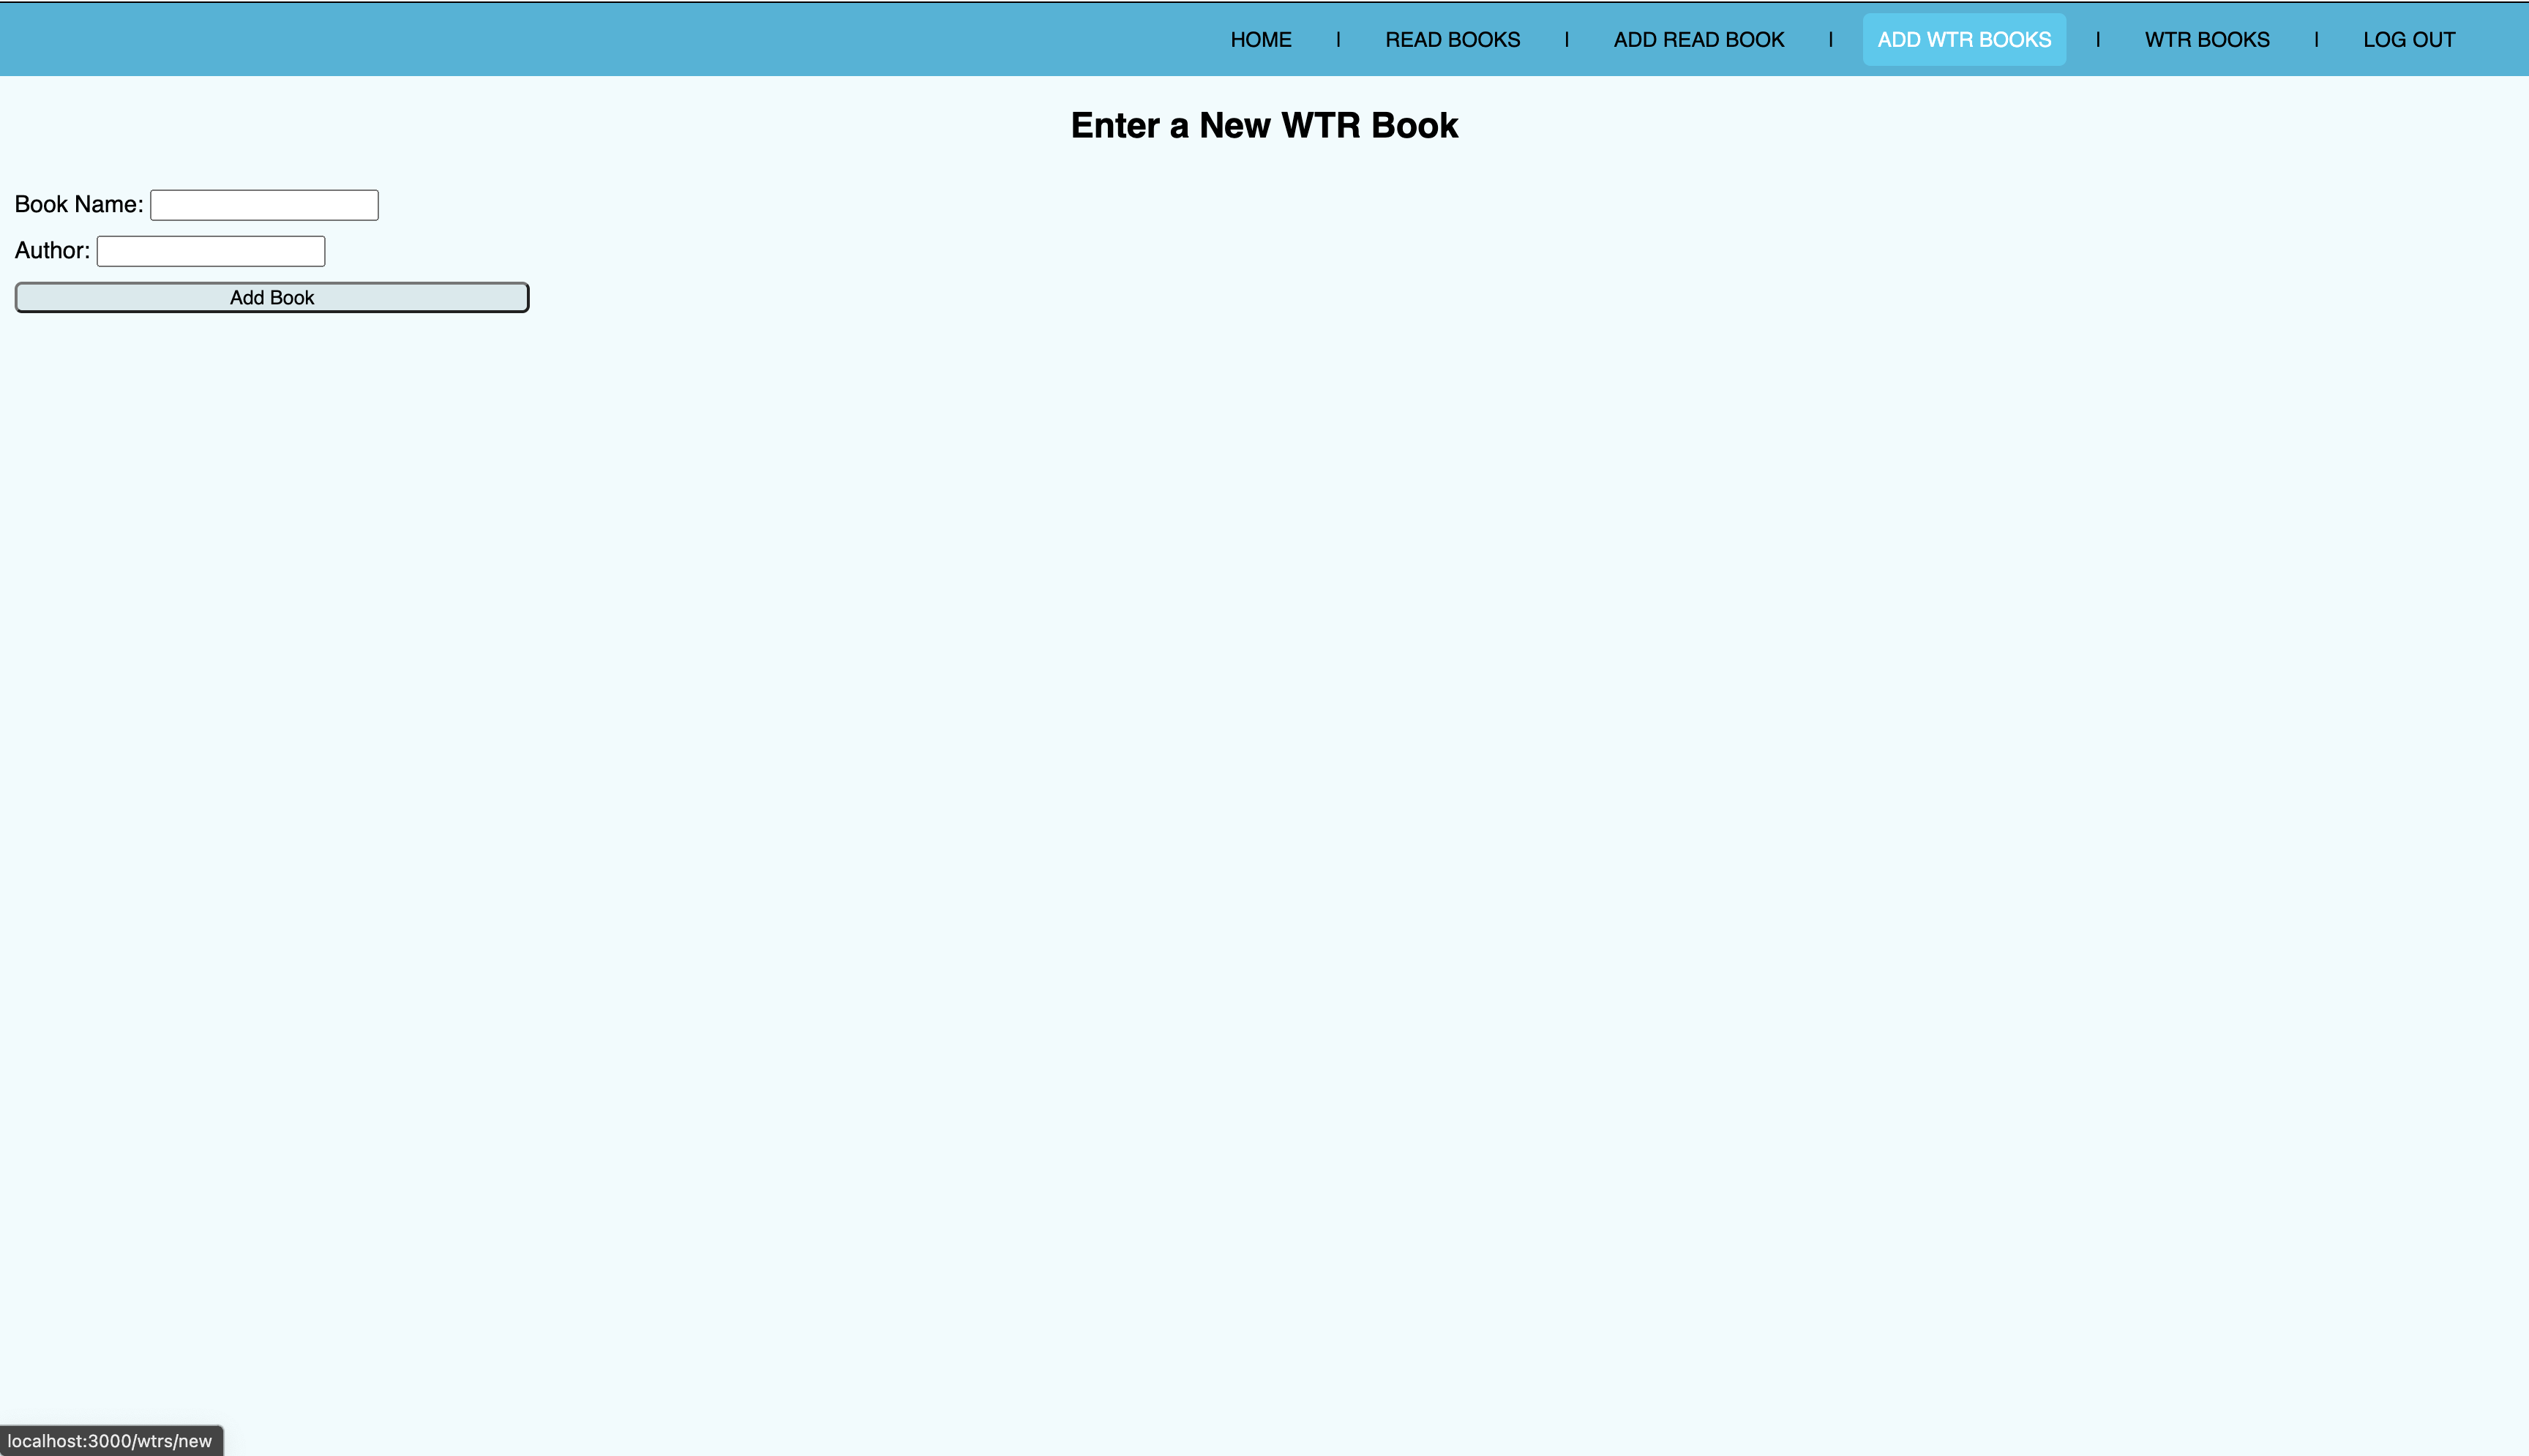 HOME | READ BOOKS | ADD READ BOOK | ADD WTR BOOKS | WTR BOOKS | LOG OUT
Enter a New WTR Book
Book Name:
Author:
Add Book
localhost:3000/wtrs/new